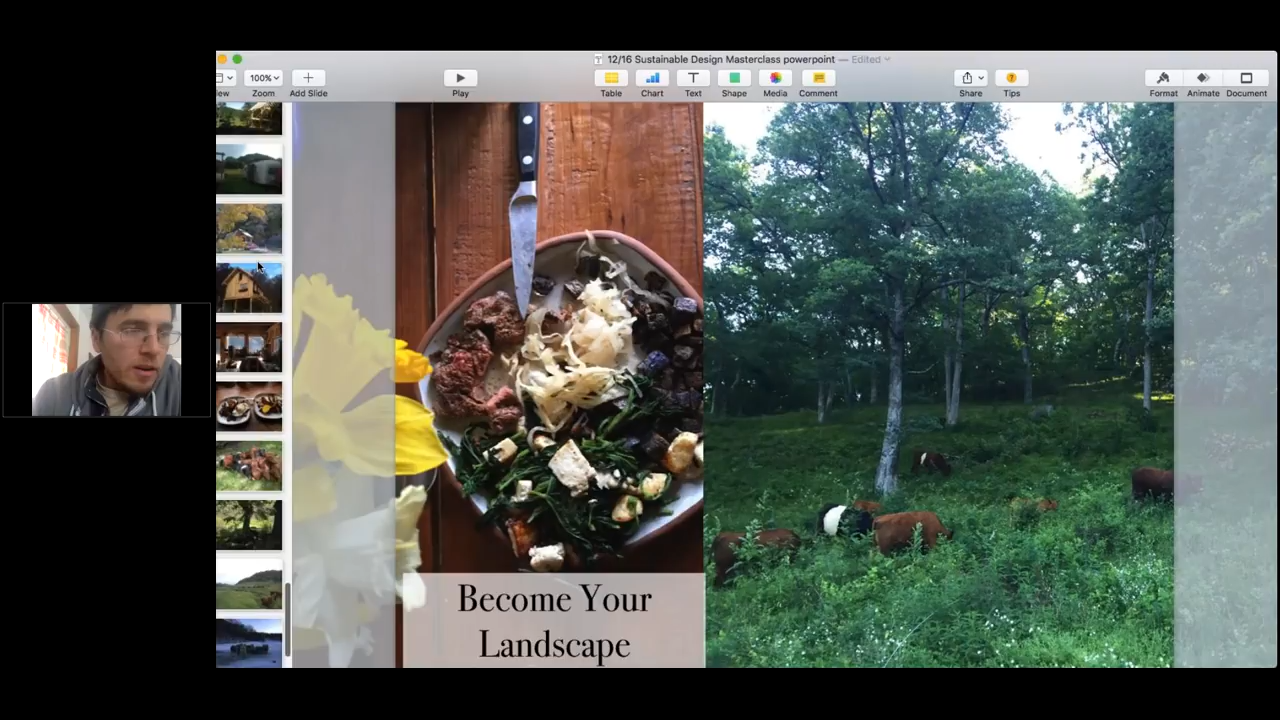 12/16 Sustainable Design Masterclass powerpoint — Edited
100%
Zoom
Add Slide
Play
Table
Chart
Text
Shape
Media
Comment
Share
Tips
Format
Animate
Document
Become Your
Landscape